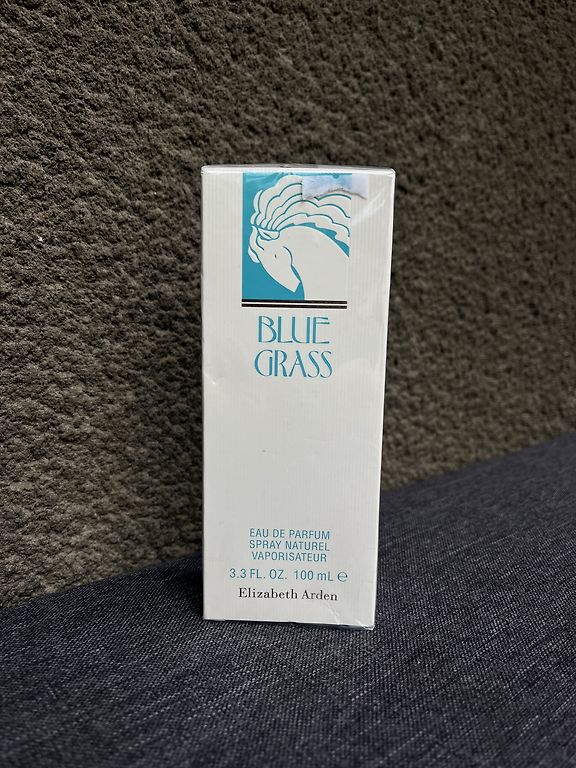 BLUE
GRASS
EAU DE PARFUM
SPRAY NATUREL
VAPORISATEUR
3.3 FL. OZ. 100 mL ℮
Elizabeth Arden